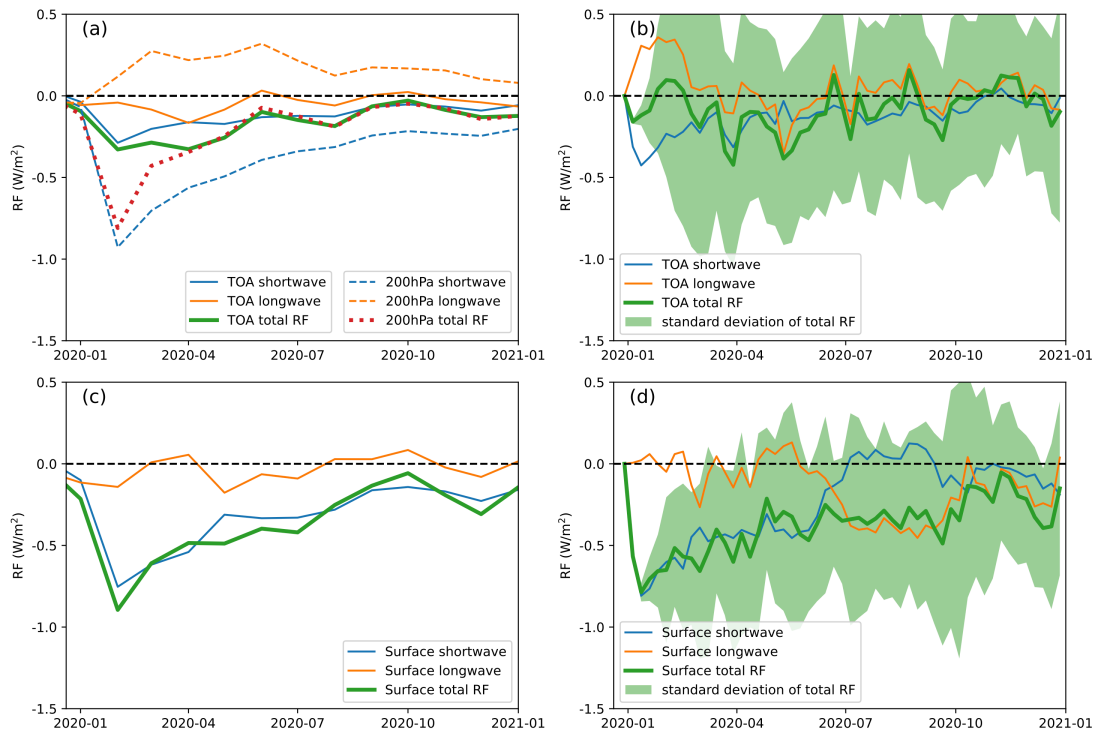 (a)
0.5
0.0
-0.5
-1.0
-1.5
RF (W/m²)
TOA shortwave
TOA longwave
TOA total RF
200hPa shortwave
200hPa longwave
200hPa total RF
2020-01 2020-04 2020-07 2020-10 2021-01
(b)
0.5
0.0
-0.5
-1.0
-1.5
RF (W/m²)
TOA shortwave
TOA longwave
TOA total RF
standard deviation of total RF
2020-01 2020-04 2020-07 2020-10 2021-01
(c)
0.5
0.0
-0.5
-1.0
-1.5
RF (W/m²)
Surface shortwave
Surface longwave
Surface total RF
2020-01 2020-04 2020-07 2020-10 2021-01
(d)
0.5
0.0
-0.5
-1.0
-1.5
RF (W/m²)
Surface shortwave
Surface longwave
Surface total RF
standard deviation of total RF
2020-01 2020-04 2020-07 2020-10 2021-01